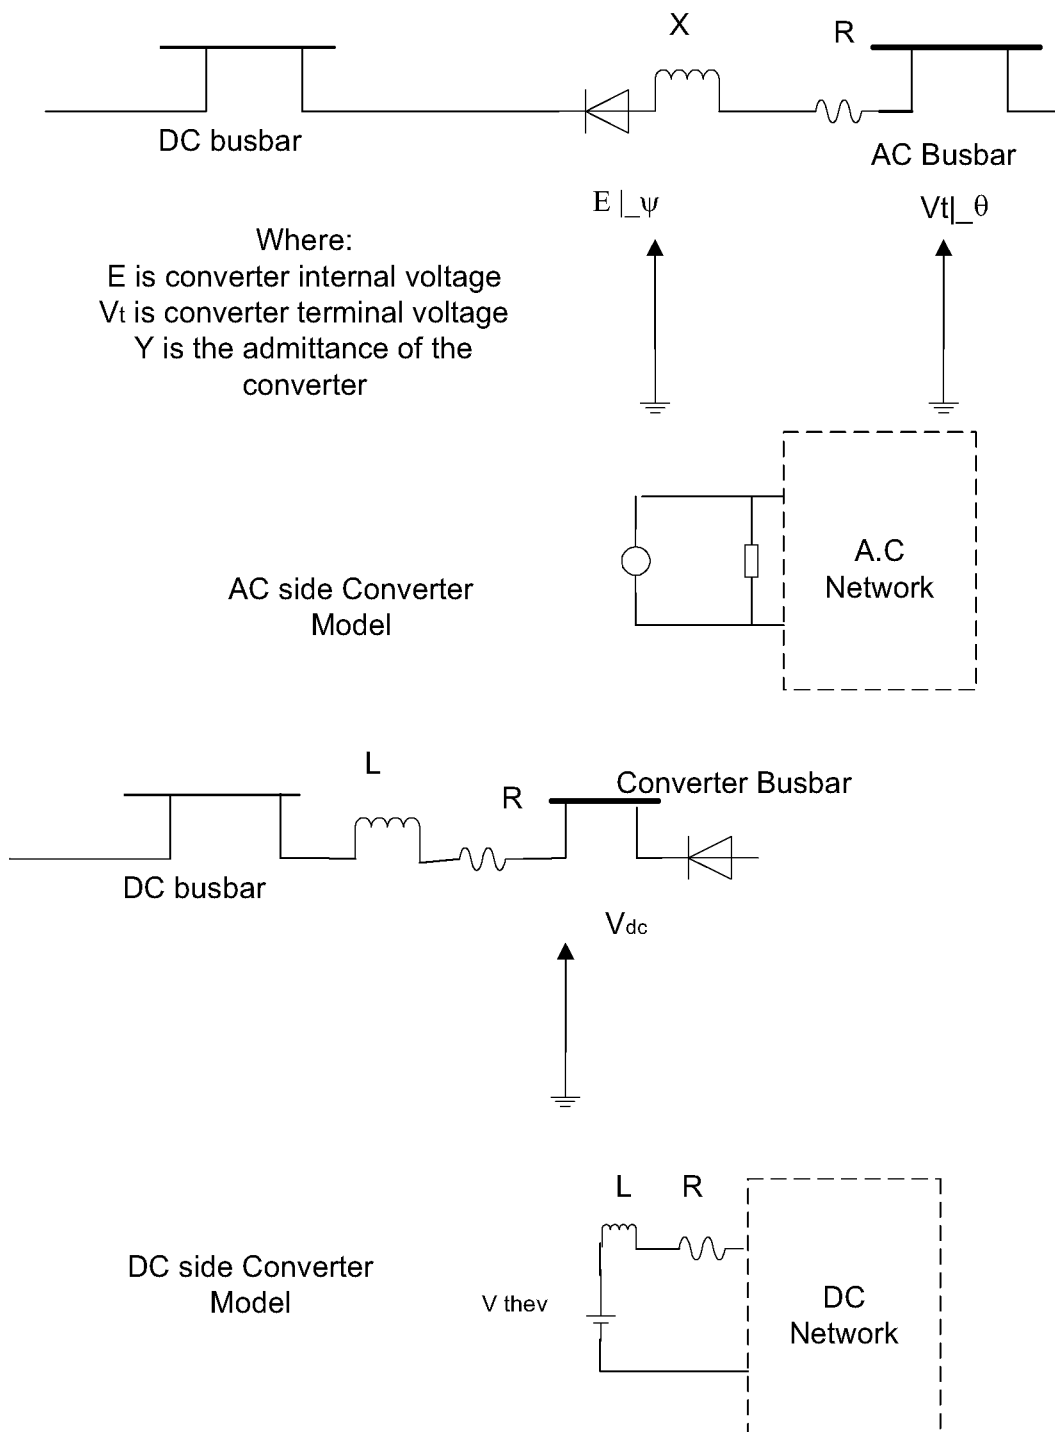 X
R
DC busbar
AC Busbar
E |_ψ
Vt|_θ
Where:
E is converter internal voltage
Vt is converter terminal voltage
Y is the admittance of the
converter
A.C
Network
AC side Converter
Model
L
R
Converter Busbar
DC busbar
Vdc
L R
DC side Converter
Model
V thev
DC
Network